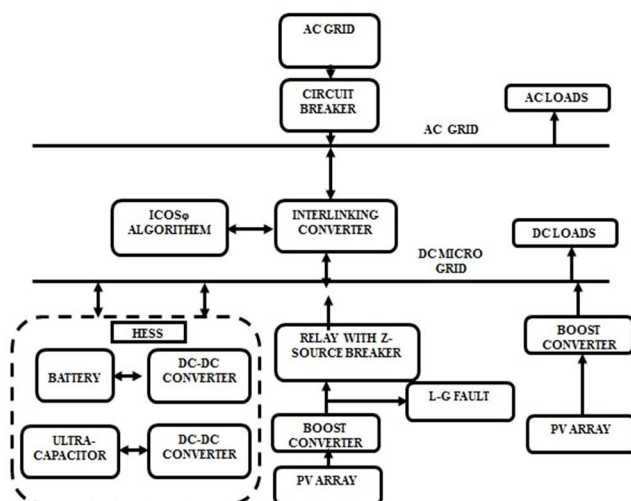 AC GRID
CIRCUIT
BREAKER
AC LOADS
AC GRID
ICOSφ
ALGORITHEM
INTERLINKING
CONVERTER
DC LOADS
DC MICRO
GRID
HESS
BATTERY
DC-DC
CONVERTER
ULTRA-
CAPACITOR
DC-DC
CONVERTER
RELAY WITH Z-
SOURCE BREAKER
L-G FAULT
BOOST
CONVERTER
PV ARRAY
BOOST
CONVERTER
PV ARRAY